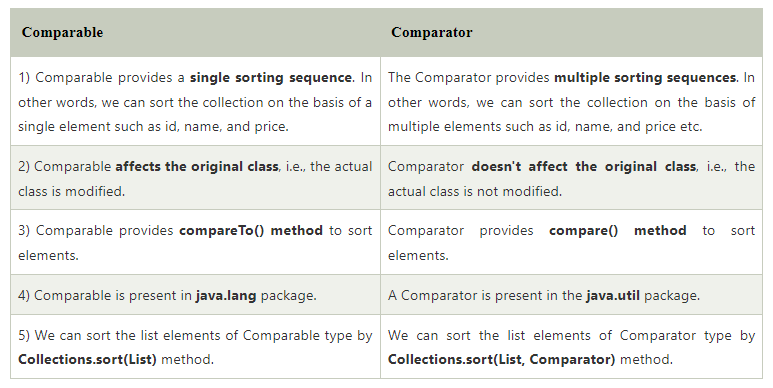 Comparable
Comparator
1) Comparable provides a single sorting sequence. In
other words, we can sort the collection on the basis of a
single element such as id, name, and price.
The Comparator provides multiple sorting sequences. In
other words, we can sort the collection on the basis of
multiple elements such as id, name, and price etc.
2) Comparable affects the original class, i.e., the actual
class is modified.
Comparator doesn't affect the original class, i.e., the
actual class is not modified.
3) Comparable provides compareTo() method to sort
elements.
Comparator provides compare() method to sort
elements.
4) Comparable is present in java.lang package.
A Comparator is present in the java.util package.
5) We can sort the list elements of Comparable type by
Collections.sort(List) method.
We can sort the list elements of Comparator type by
Collections.sort(List, Comparator) method.